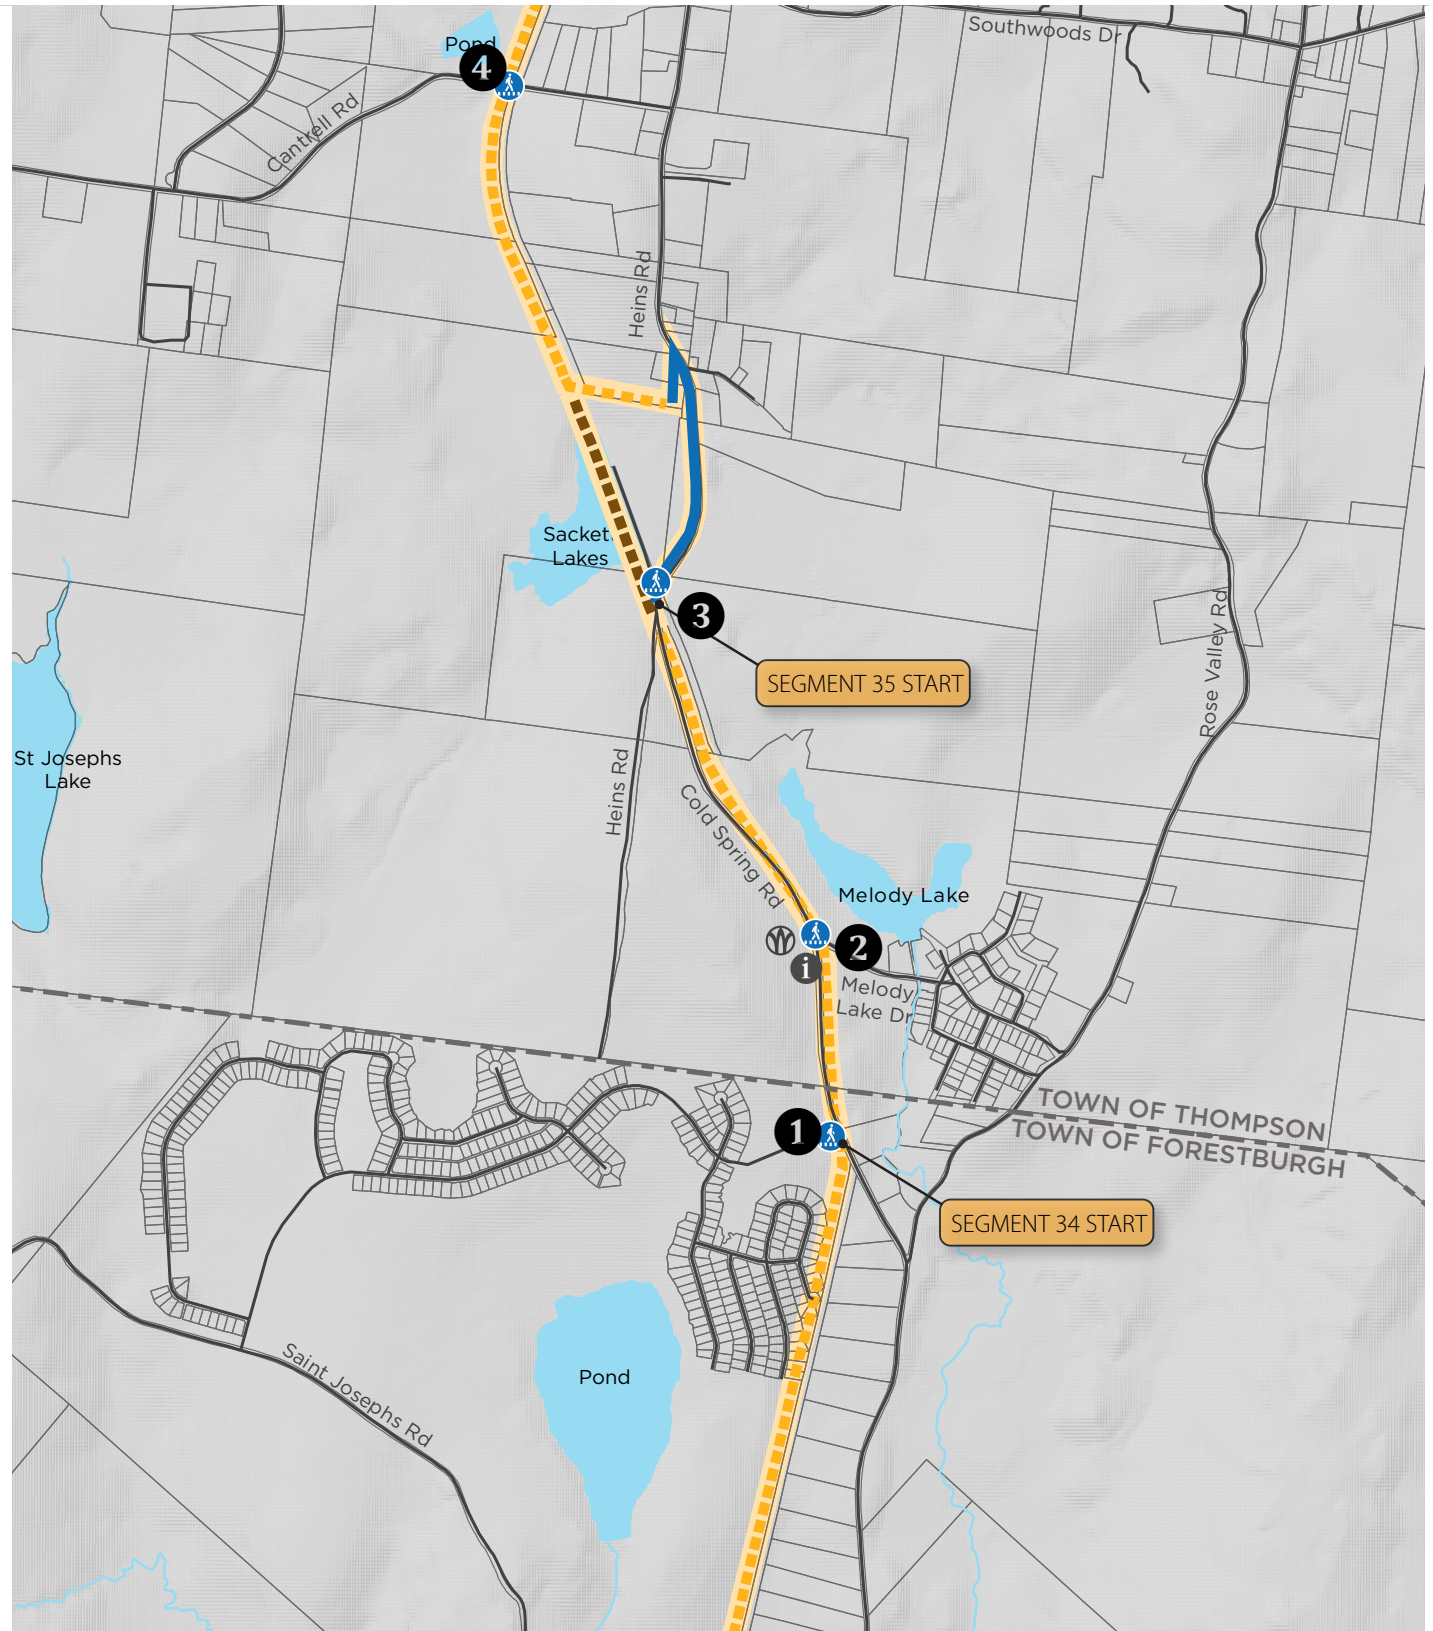 Southwoods Dr
Pond
4
Cantrell Rd
Heins Rd
Sacket
Lakes
3
SEGMENT 35 START
Rose Valley Rd
St Josephs
Lake
Heins Rd
Cold Spring Rd
Melody Lake
2
i
Melody
Lake Dr
TOWN OF THOMPSON
TOWN OF FORESTBURGH
1
SEGMENT 34 START
Saint Josephs Rd
Pond